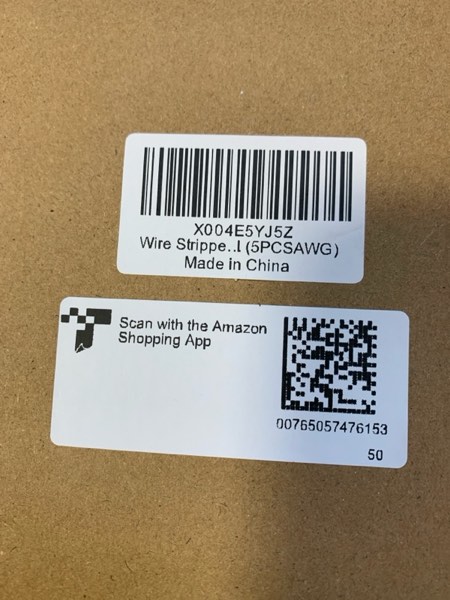 X004E5YJ5Z
Wire Strippe..l (5PCSAWG)
Made in China
Scan with the Amazon
Shopping App
00765057476153
50